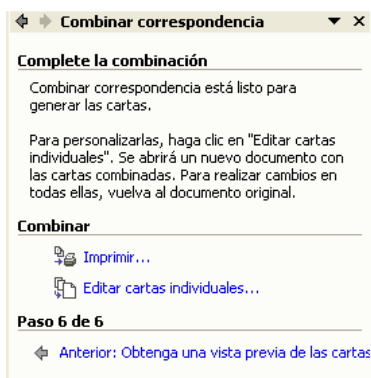 Combinar correspondencia
Complete la combinación
Combinar correspondencia está listo para
generar las cartas.
Para personalizarlas, haga clic en "Editar cartas
individuales". Se abrirá un nuevo documento con
las cartas combinadas. Para realizar cambios en
todas ellas, vuelva al documento original.
Combinar
Imprimir...
Editar cartas individuales...
Paso 6 de 6
Anterior: Obtenga una vista previa de las cartas